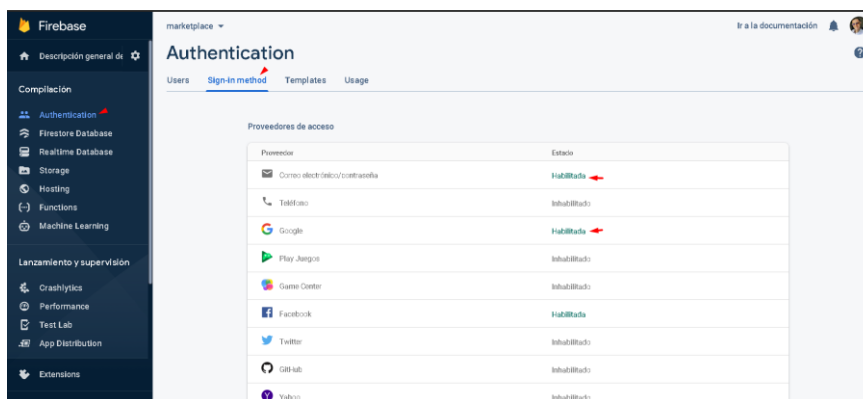 Firebase
marketplace
Ir a la documentación
Descripción general de
Authentication
Users Sign-in method Templates Usage
Compilación
Authentication
Firestore Database
Realtime Database
Storage
Hosting
Functions
Machine Learning
Lanzamiento y supervisión
Crashlytics
Performance
Test Lab
App Distribution
Extensions
Proveedores de acceso
Proveedor Estado
Correo electrónico/contraseña Habilitada
Teléfono Inhabilitado
Google Habilitada
Play Juegos Inhabilitado
Game Center Inhabilitado
Facebook Habilitada
Twitter Inhabilitado
GitHub Inhabilitado
Yahoo Inhabilitado